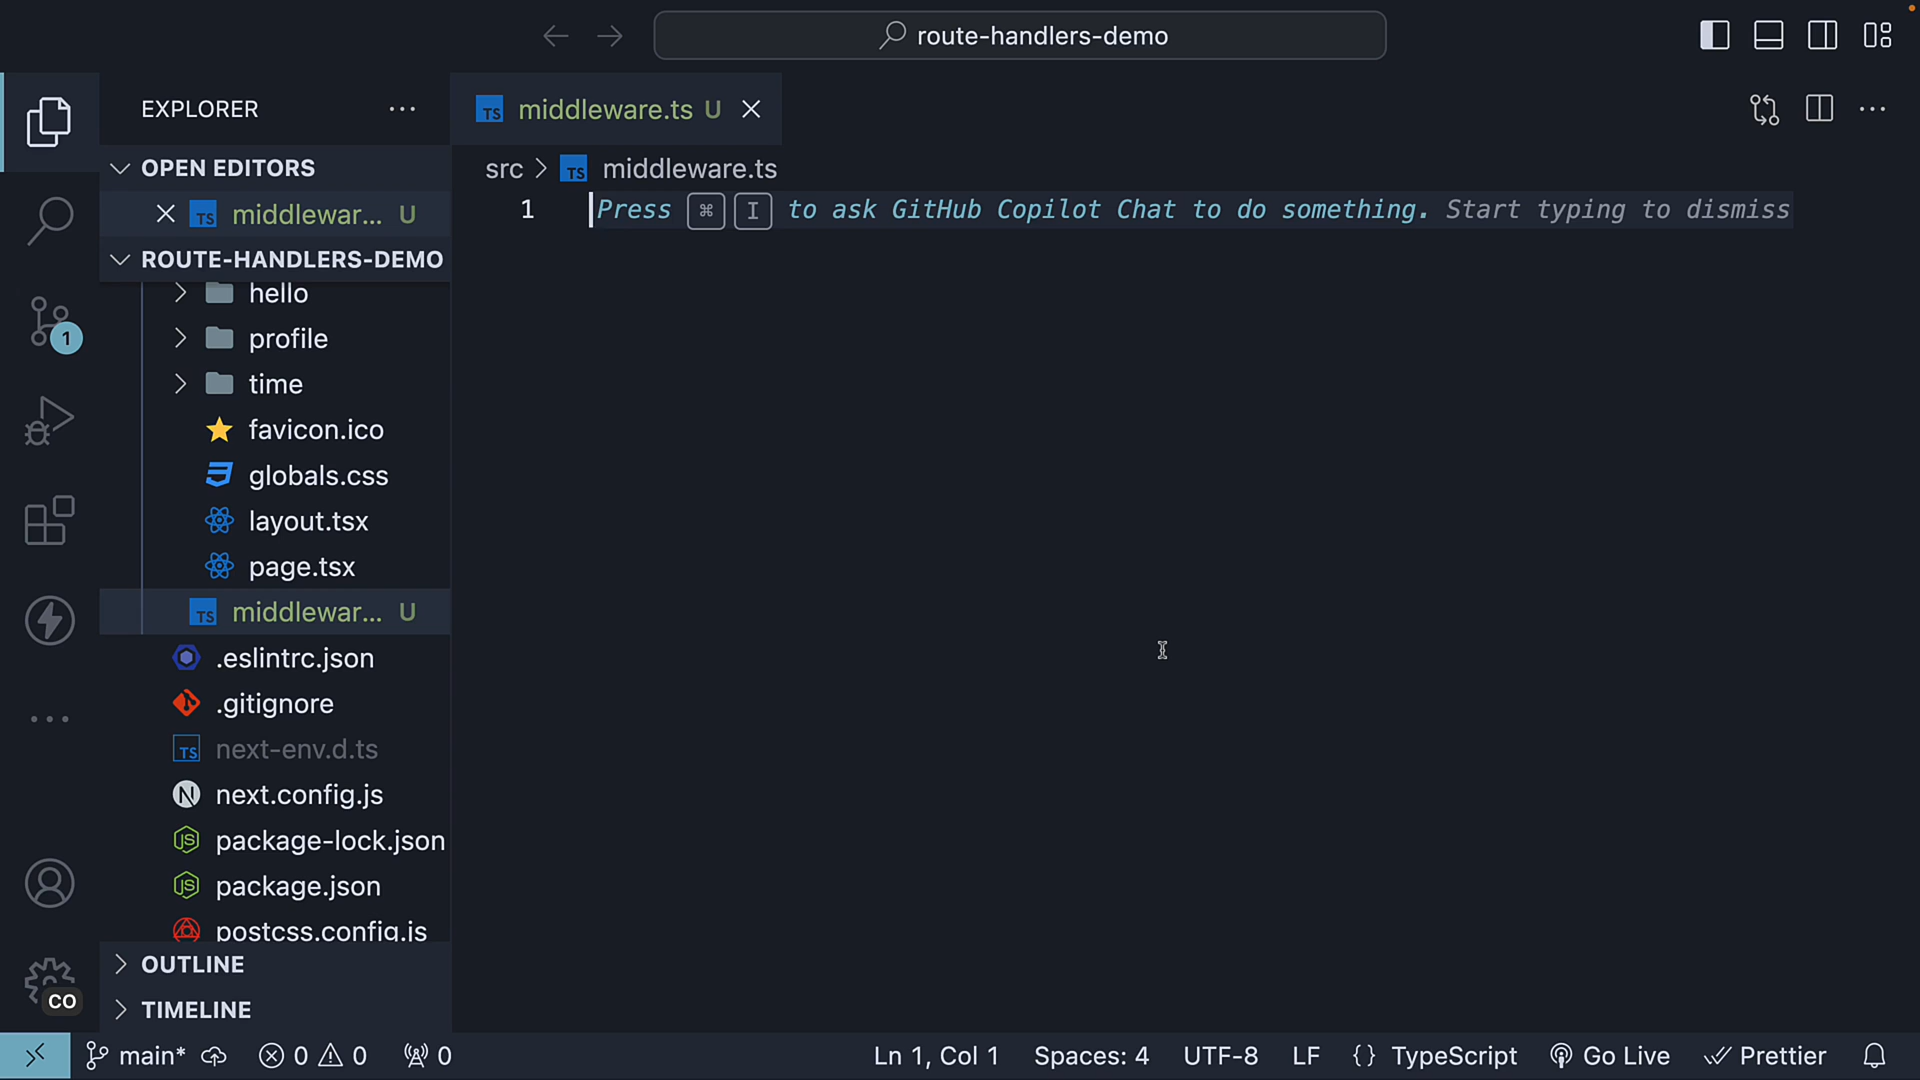 route-handlers-demo
EXPLORER
middleware.ts U
OPEN EDITORS
src > middleware.ts
middlewar... U
1 Press ⌘ I to ask GitHub Copilot Chat to do something. Start typing to dismiss
ROUTE-HANDLERS-DEMO
hello
1
profile
time
favicon.ico
globals.css
layout.tsx
page.tsx
middlewar... U
.eslintrc.json
.gitignore
next-env.d.ts
next.config.js
package-lock.json
package.json
postcss.config.js
OUTLINE
CO
TIMELINE
main* 0 0 0 Ln 1, Col 1 Spaces: 4 UTF-8 LF {} TypeScript Go Live Prettier